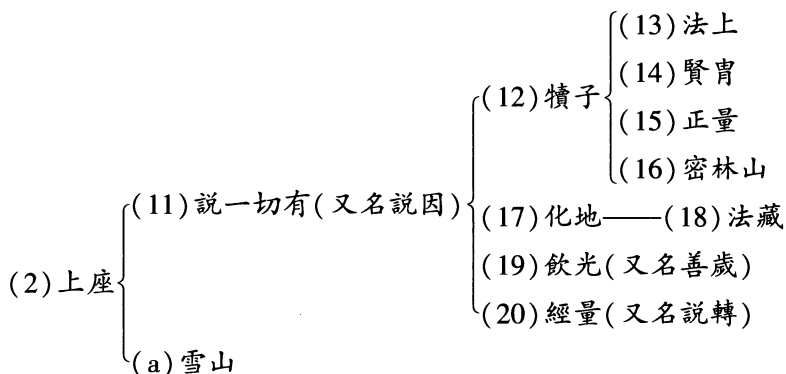 (13)法上
(12)犢子 (14)賢冑
(15)正量
(16)密林山
(11)説一切有(又名説因) (17)化地——(18)法藏
(2)上座 (19)飲光(又名善歲)
(20)經量(又名説轉)
(a)雪山